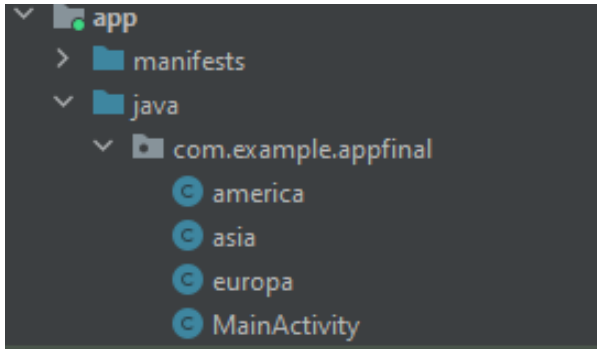 app
manifests
java
com.example.appfinal
america
asia
europa
MainActivity